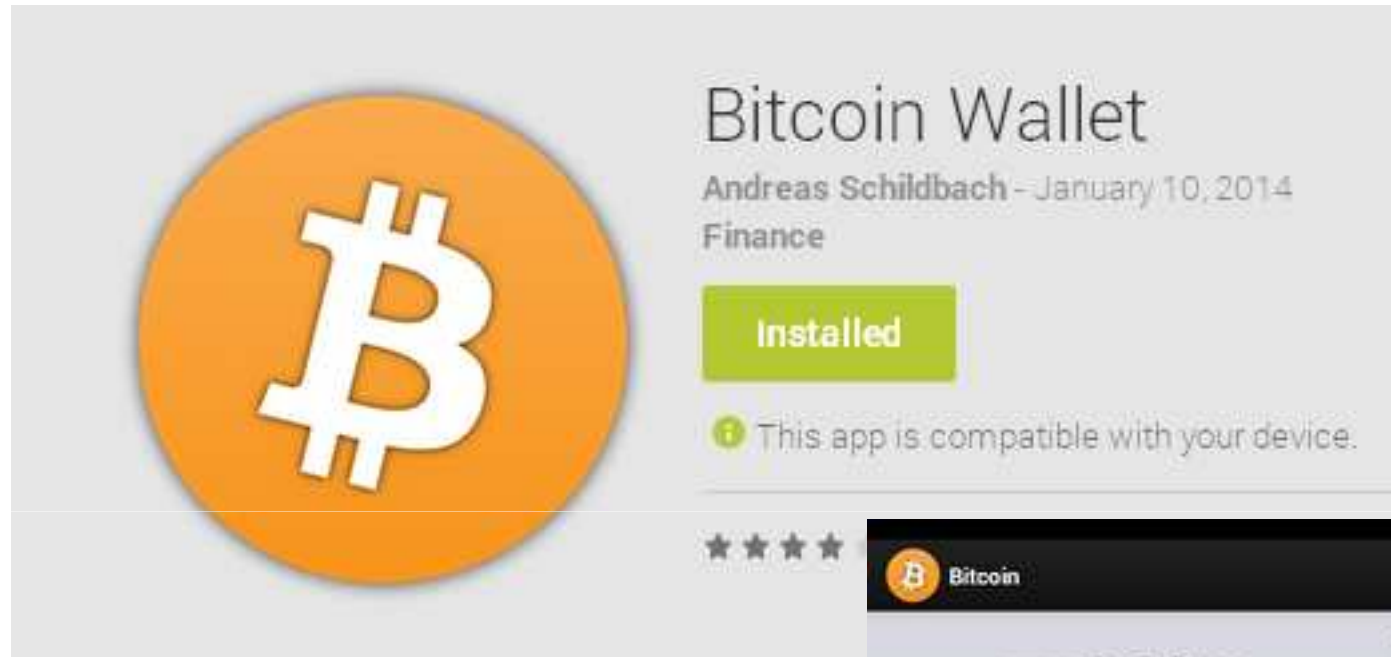 Bitcoin Wallet
Andreas Schildbach - January 10, 2014
Finance
Installed
This app is compatible with your device.
Bitcoin